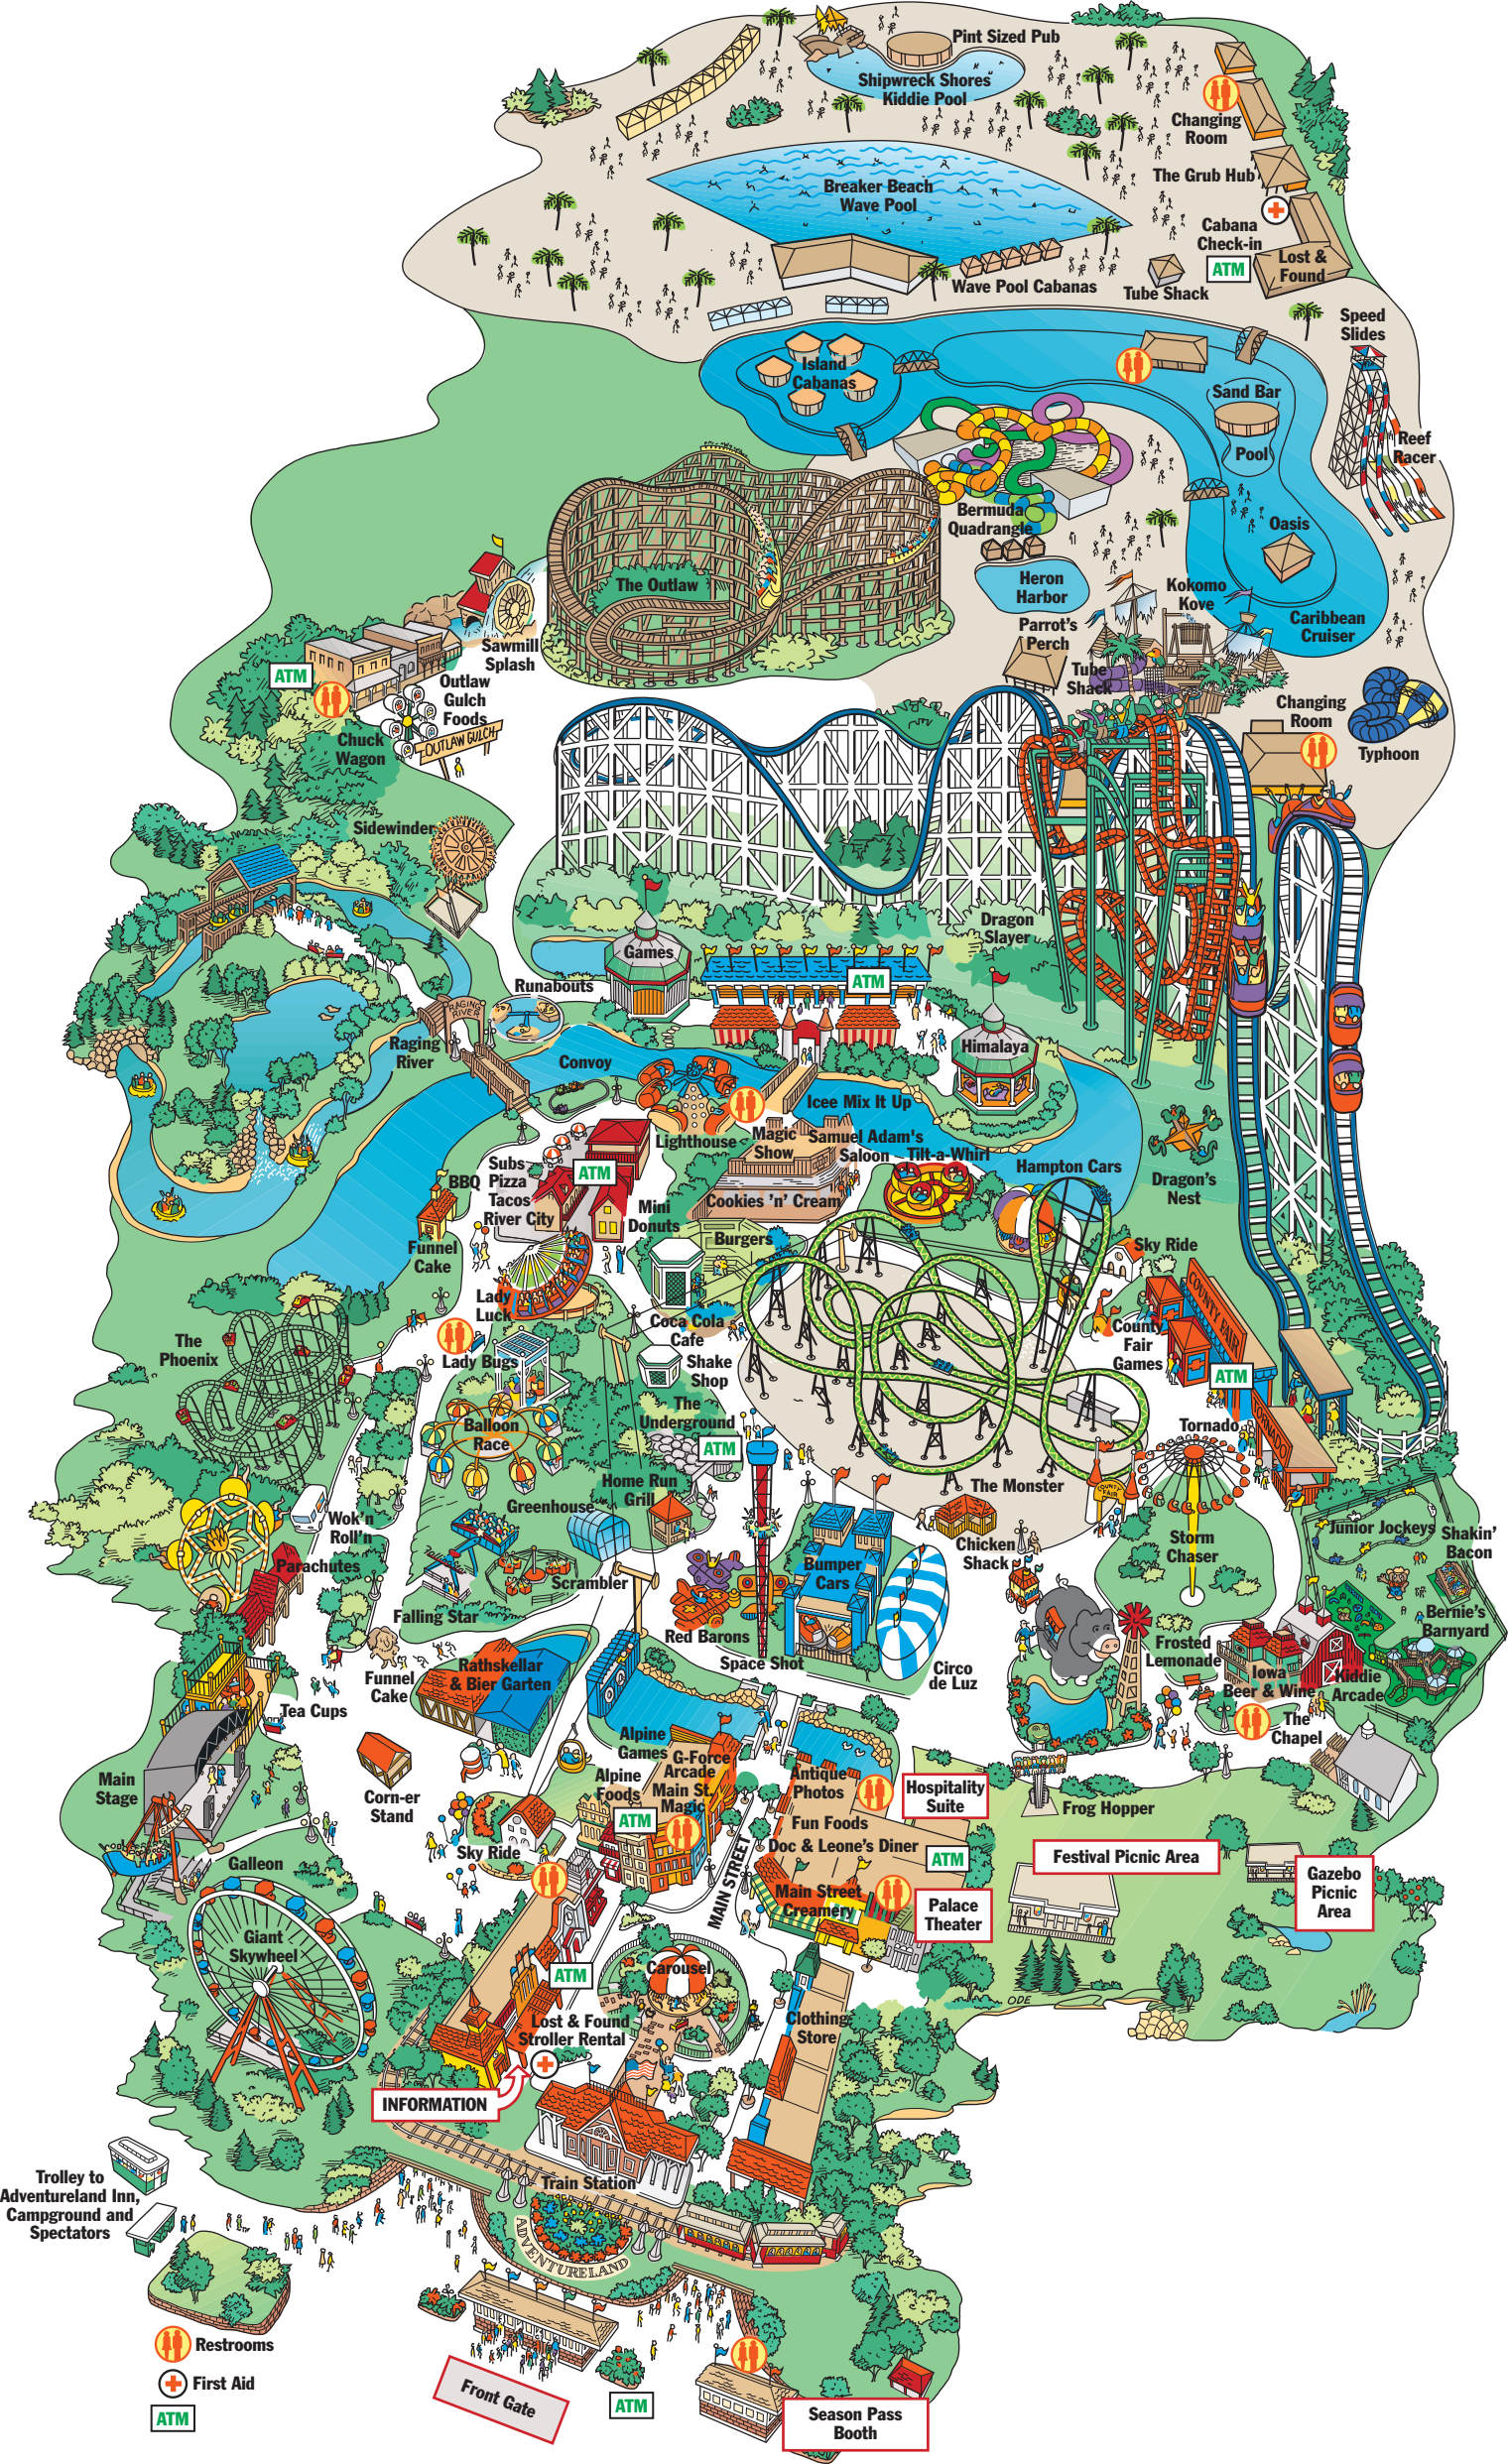 Pint Sized Pub
Shipwreck Shores
Kiddie Pool
Changing
Room
The Grub Hub
Breaker Beach
Wave Pool
Cabana
Check-in
ATM
Lost &
Found
Wave Pool Cabanas
Tube Shack
Speed
Slides
Island
Cabanas
Sand Bar
Pool
Reef
Racer
Bermuda
Quadrangle
Oasis
The Outlaw
Heron
Harbor
Kokomo
Kove
Caribbean
Cruiser
Parrot's
Perch
Sawmill
Splash
ATM
Tube
Shack
Outlaw
Gulch
Foods
OUTLAW GULCH
Chuck
Wagon
Changing
Room
Typhoon
Sidewinder
Dragon
Slayer
Games
ATM
Runabouts
RAGING
RIVER
Raging
River
Himalaya
Convoy
Icee Mix It Up
Lighthouse
Magic
Show
Samuel Adam's
Saloon
Tilt-a-Whirl
Hampton Cars
Dragon's
Nest
BBQ
Subs
Pizza
Tacos
River City
ATM
Cookies 'n' Cream
Mini
Donuts
Burgers
Funnel
Cake
Sky Ride
Lady
Luck
COUNTY FAIR
Coca Cola
Cafe
County
Fair
Games
The
Phoenix
Lady Bugs
Shake
Shop
ATM
The
Underground
Balloon
Race
ATM
Tornado
TORNADO
Home Run
Grill
The Monster
COUNTY
FAIR
Greenhouse
Wok'n
Roll'n
Parachutes
Chicken
Shack
Storm
Chaser
Junior Jockeys
Shakin'
Bacon
Bumper
Cars
Scrambler
Falling Star
Red Barons
Space Shot
Circo
de Luz
Bernie's
Barnyard
Frosted
Lemonade
Iowa
Beer & Wine
Kiddie
Arcade
Rathskellar
& Bier Garten
Funnel
Cake
Tea Cups
The
Chapel
Alpine
Games
G-Force
Arcade
Main St.
Magic
Alpine
Foods
ATM
Antique
Photos
Hospitality
Suite
Main
Stage
Corn-er
Stand
Frog Hopper
Fun Foods
Doc & Leone's Diner
ATM
Sky Ride
MAIN STREET
Festival Picnic Area
Gazebo
Picnic
Area
Galleon
Main Street
Creamery
Palace
Theater
Giant
Skywheel
ATM
Carousel
ODE
Lost & Found
Stroller Rental
Clothing
Store
INFORMATION
Train Station
Trolley to
Adventureland Inn,
Campground and
Spectators
ADVENTURELAND
Restrooms
First Aid
ATM
Front Gate
ATM
Season Pass
Booth